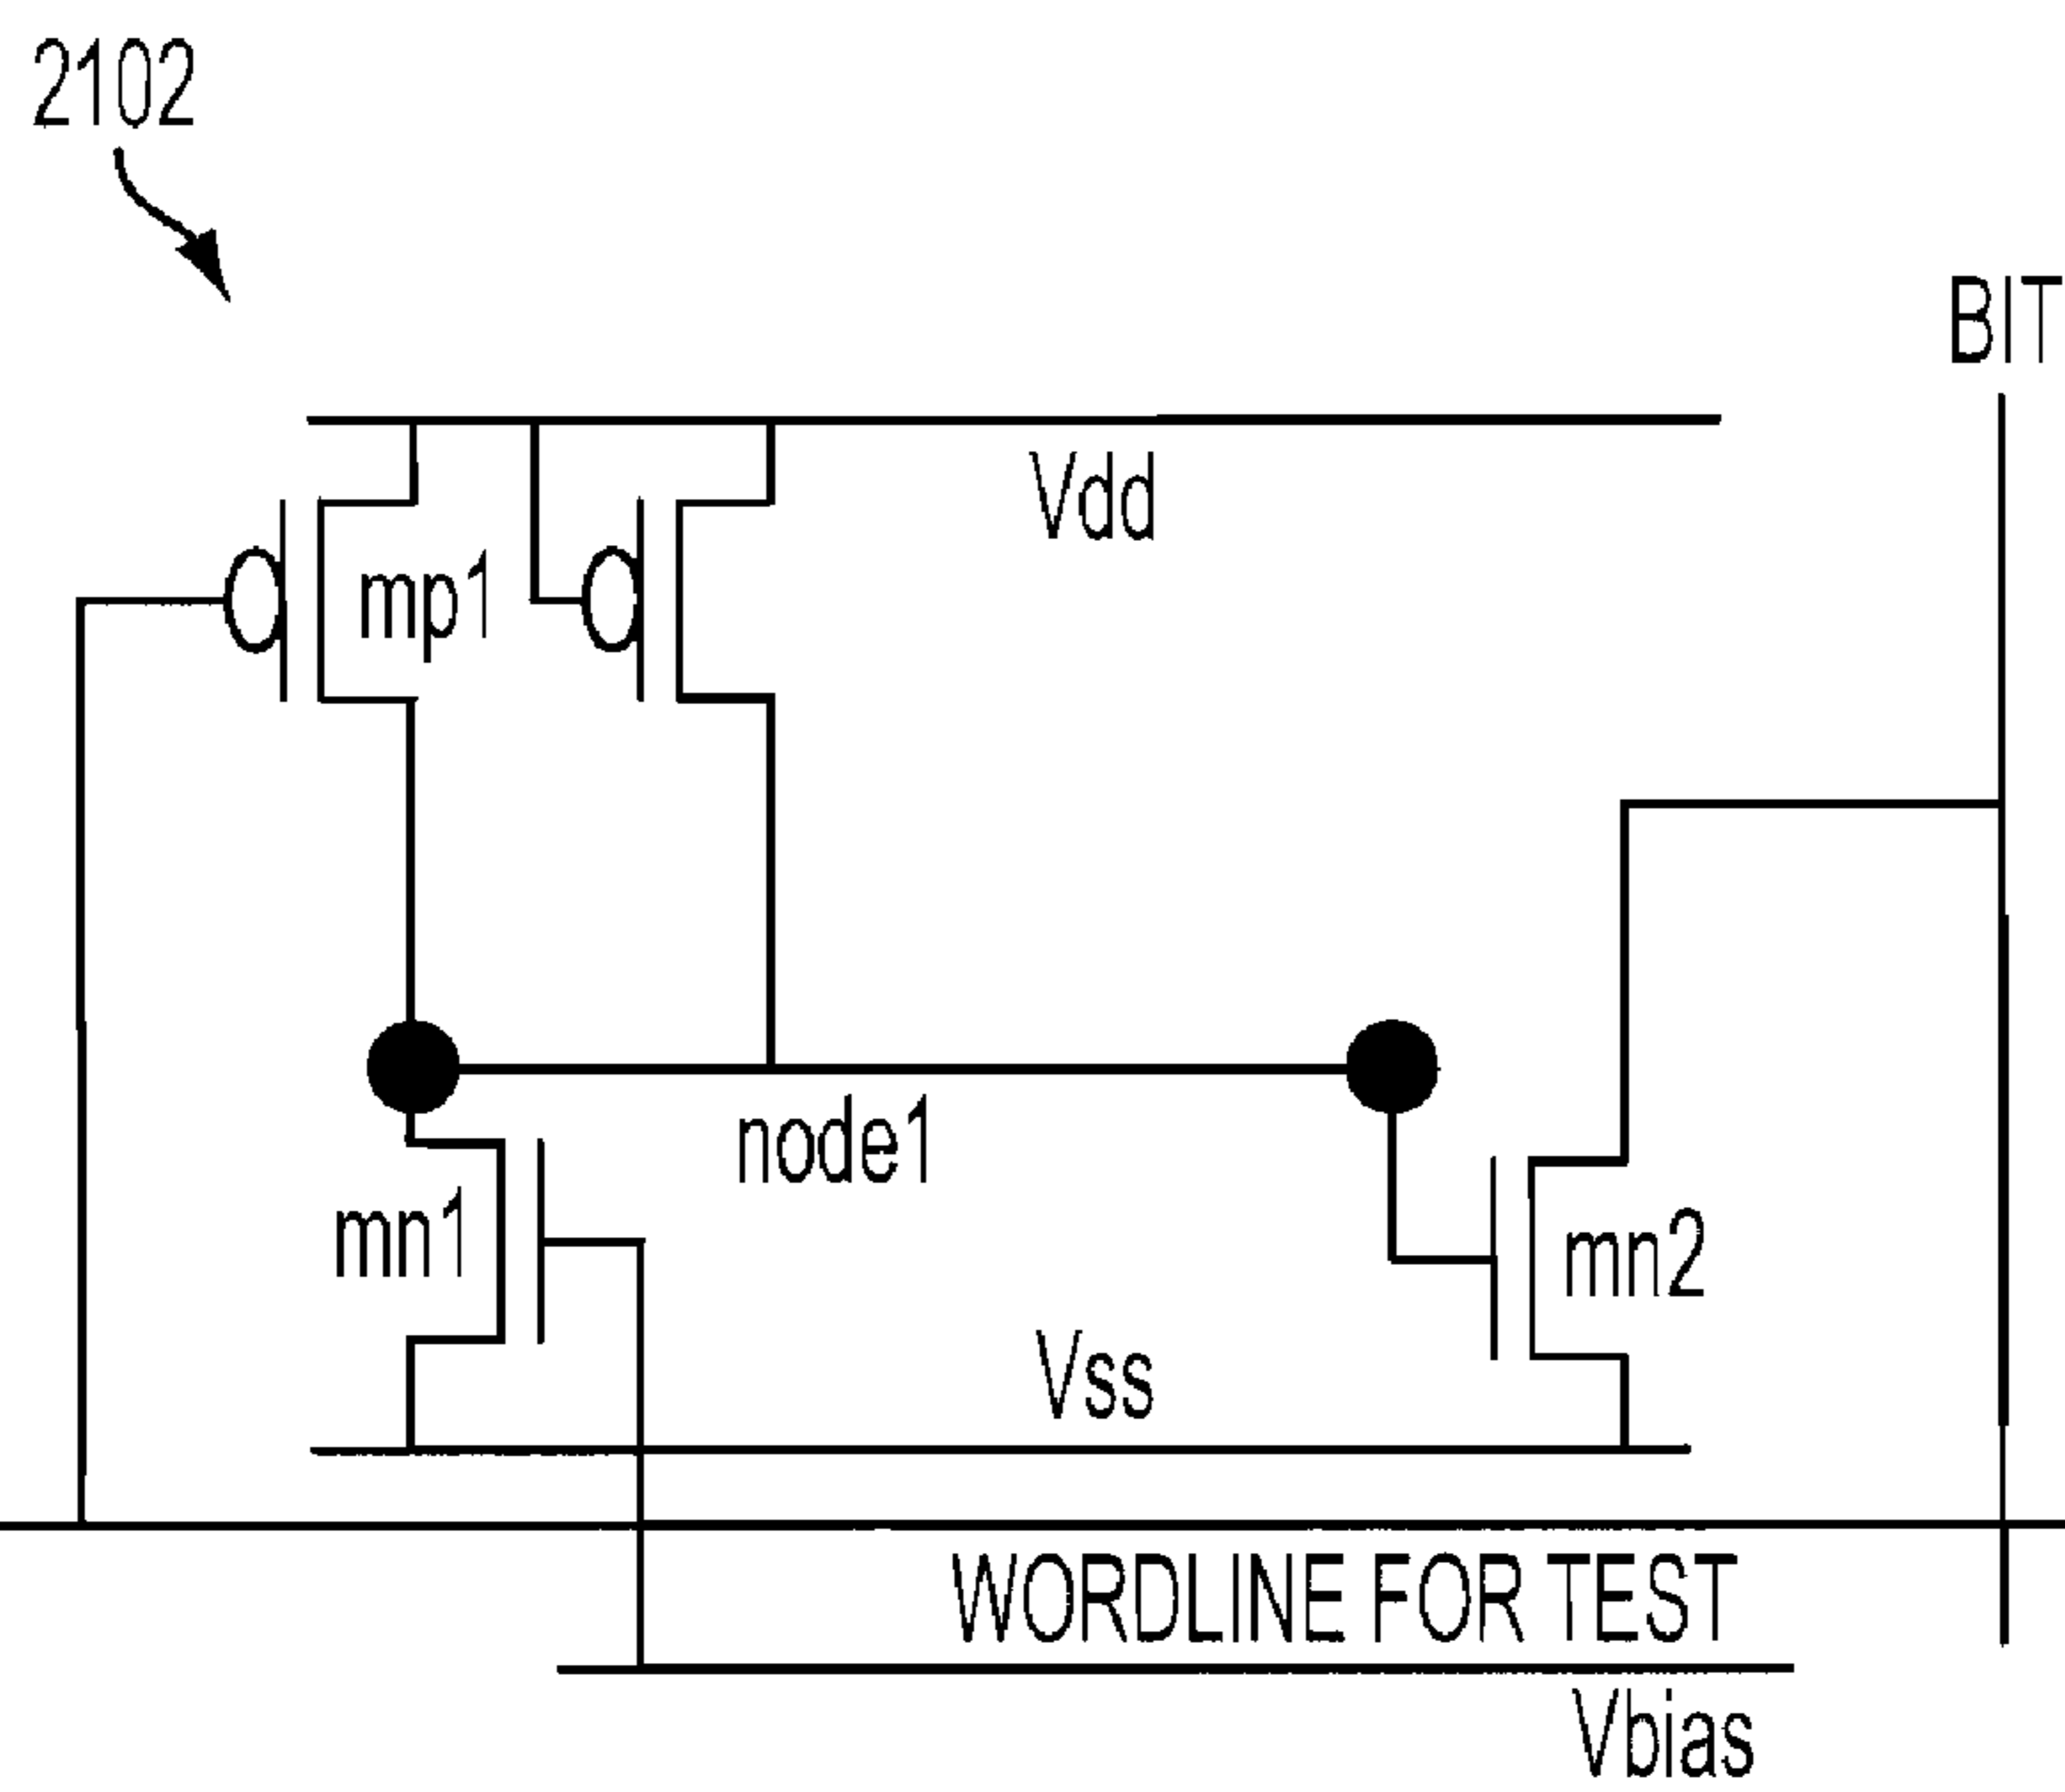 2102
BIT
Vdd
mp1
node1
mn1
mn2
Vss
WORDLINE FOR TEST
Vbias